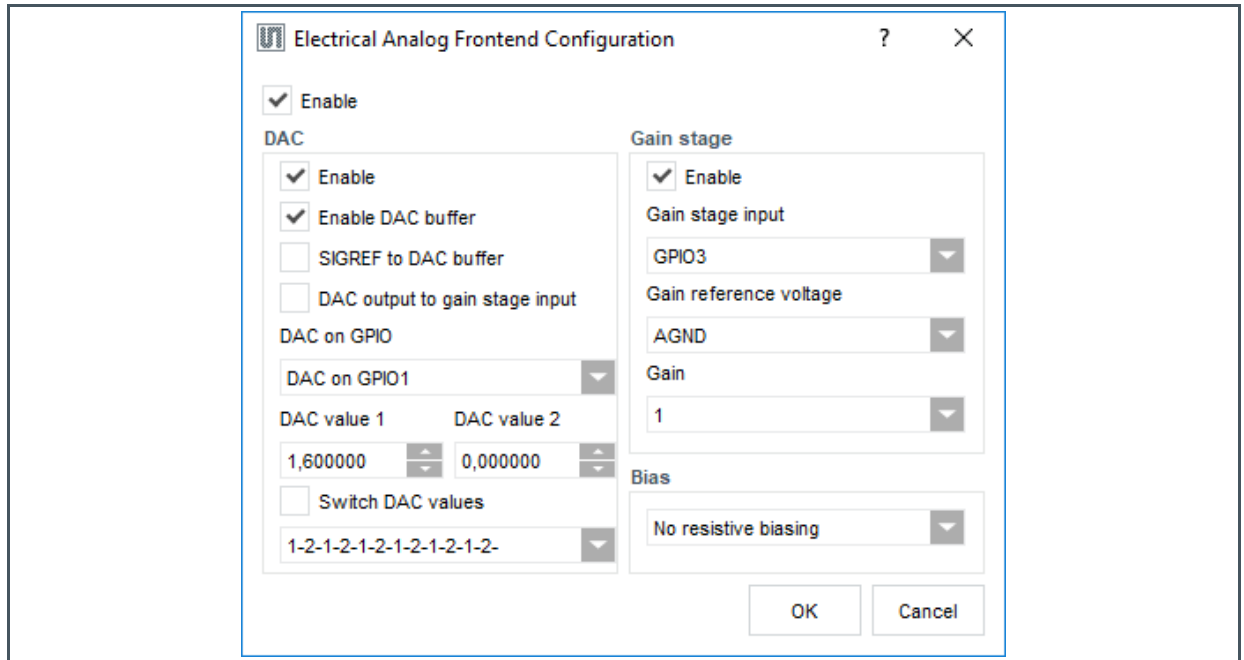 Electrical Analog Frontend Configuration
?
Enable
DAC
Enable
Enable DAC buffer
SIGREF to DAC buffer
DAC output to gain stage input
DAC on GPIO
DAC on GPIO1
DAC value 1 DAC value 2
1,600000 0,000000
Switch DAC values
1-2-1-2-1-2-1-2-1-2-1-2-
Gain stage
Enable
Gain stage input
GPIO3
Gain reference voltage
AGND
Gain
1
Bias
No resistive biasing
OK Cancel